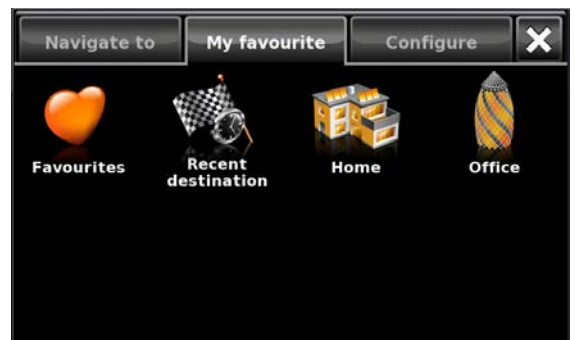 Navigate to
My favourite
Configure
Favourites
Recent
destination
Home
Office